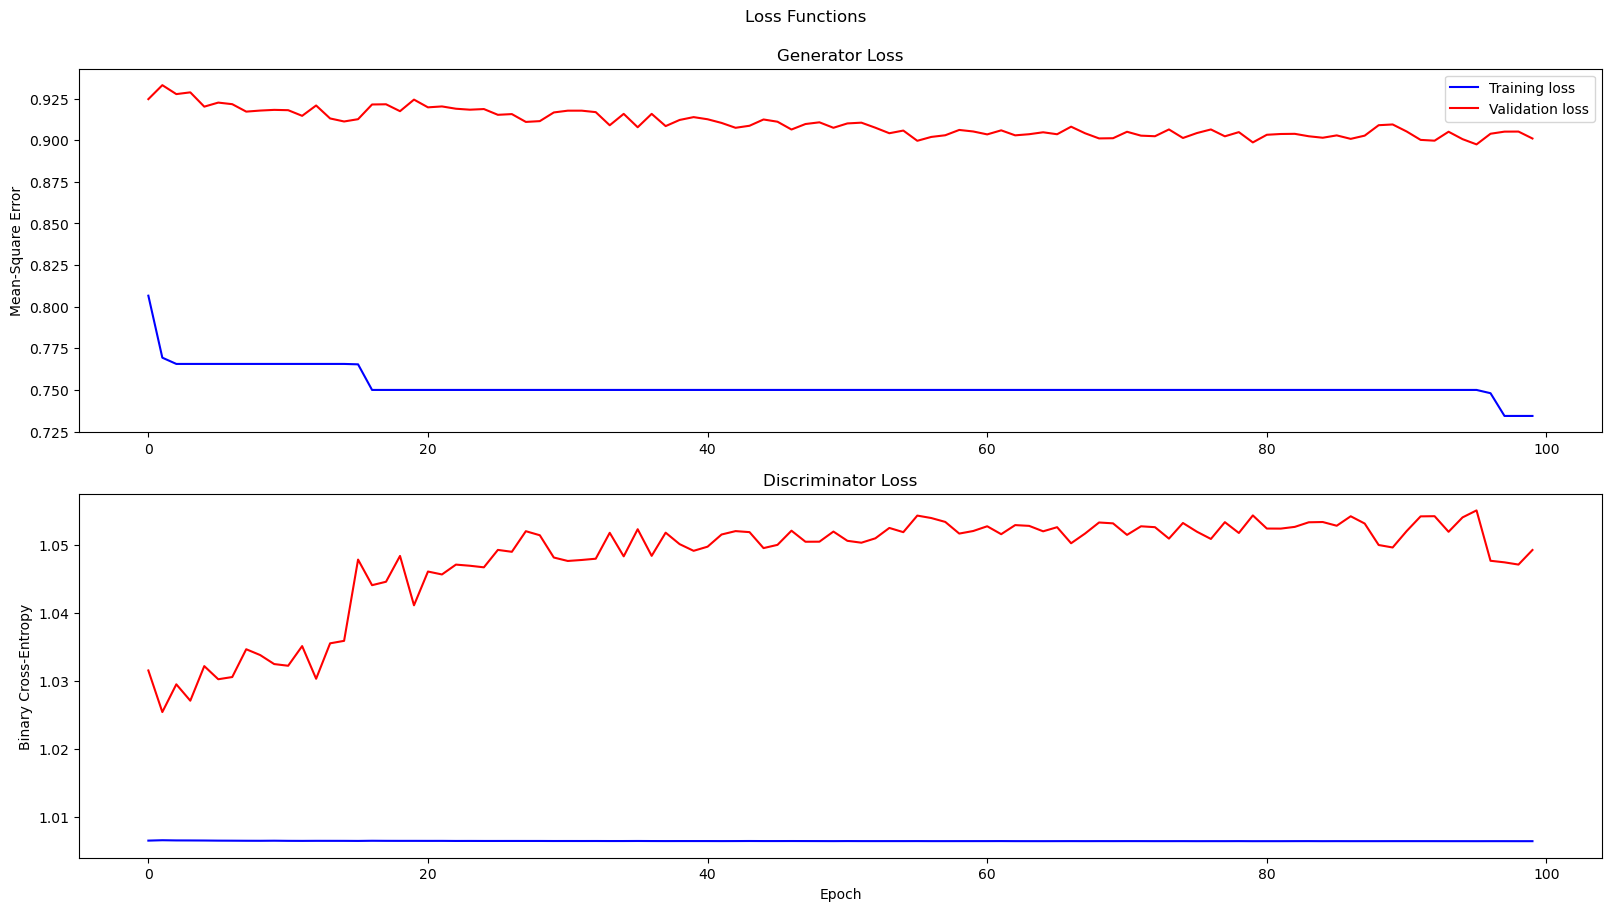 Loss Functions
Generator Loss
Training loss
Validation loss
Mean-Square Error
0.925
0.900
0.875
0.850
0.825
0.800
0.775
0.750
0.725
0 20 40 60 80 100
Discriminator Loss
Binary Cross-Entropy
1.05
1.04
1.03
1.02
1.01
0 20 40 60 80 100
Epoch